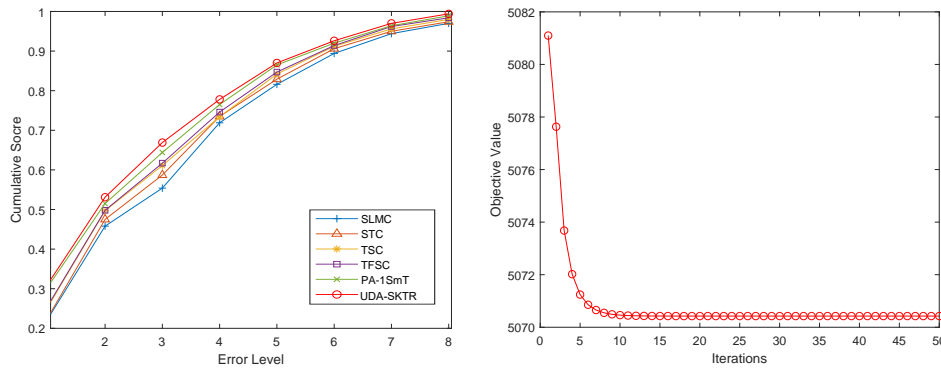 1
0.9
0.8
0.7
0.6
0.5
0.4
0.3
0.2
Cumulative Socre
2 3 4 5 6 7 8
Error Level
SLMC
STC
TSC
TFSC
PA-1SmT
UDA-SKTR
5082
5080
5078
5076
5074
5072
5070
Objective Value
0 5 10 15 20 25 30 35 40 45 50
Iterations